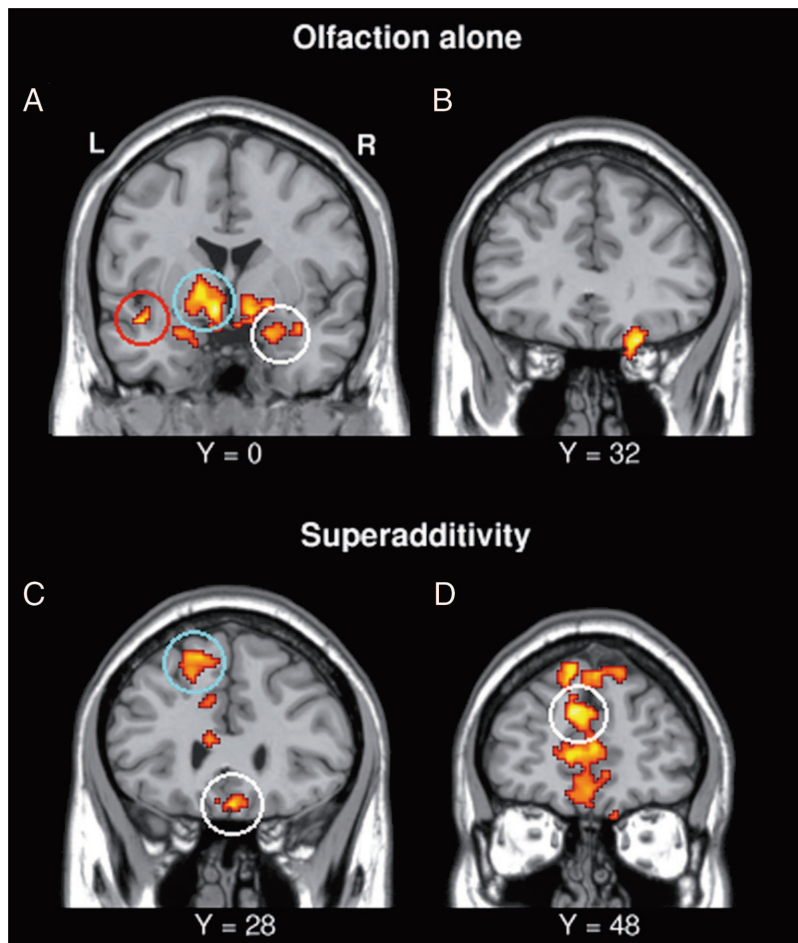 Olfaction alone
A
B
L
R
Y = 0
Y = 32
Superadditivity
C
D
Y = 28
Y = 48